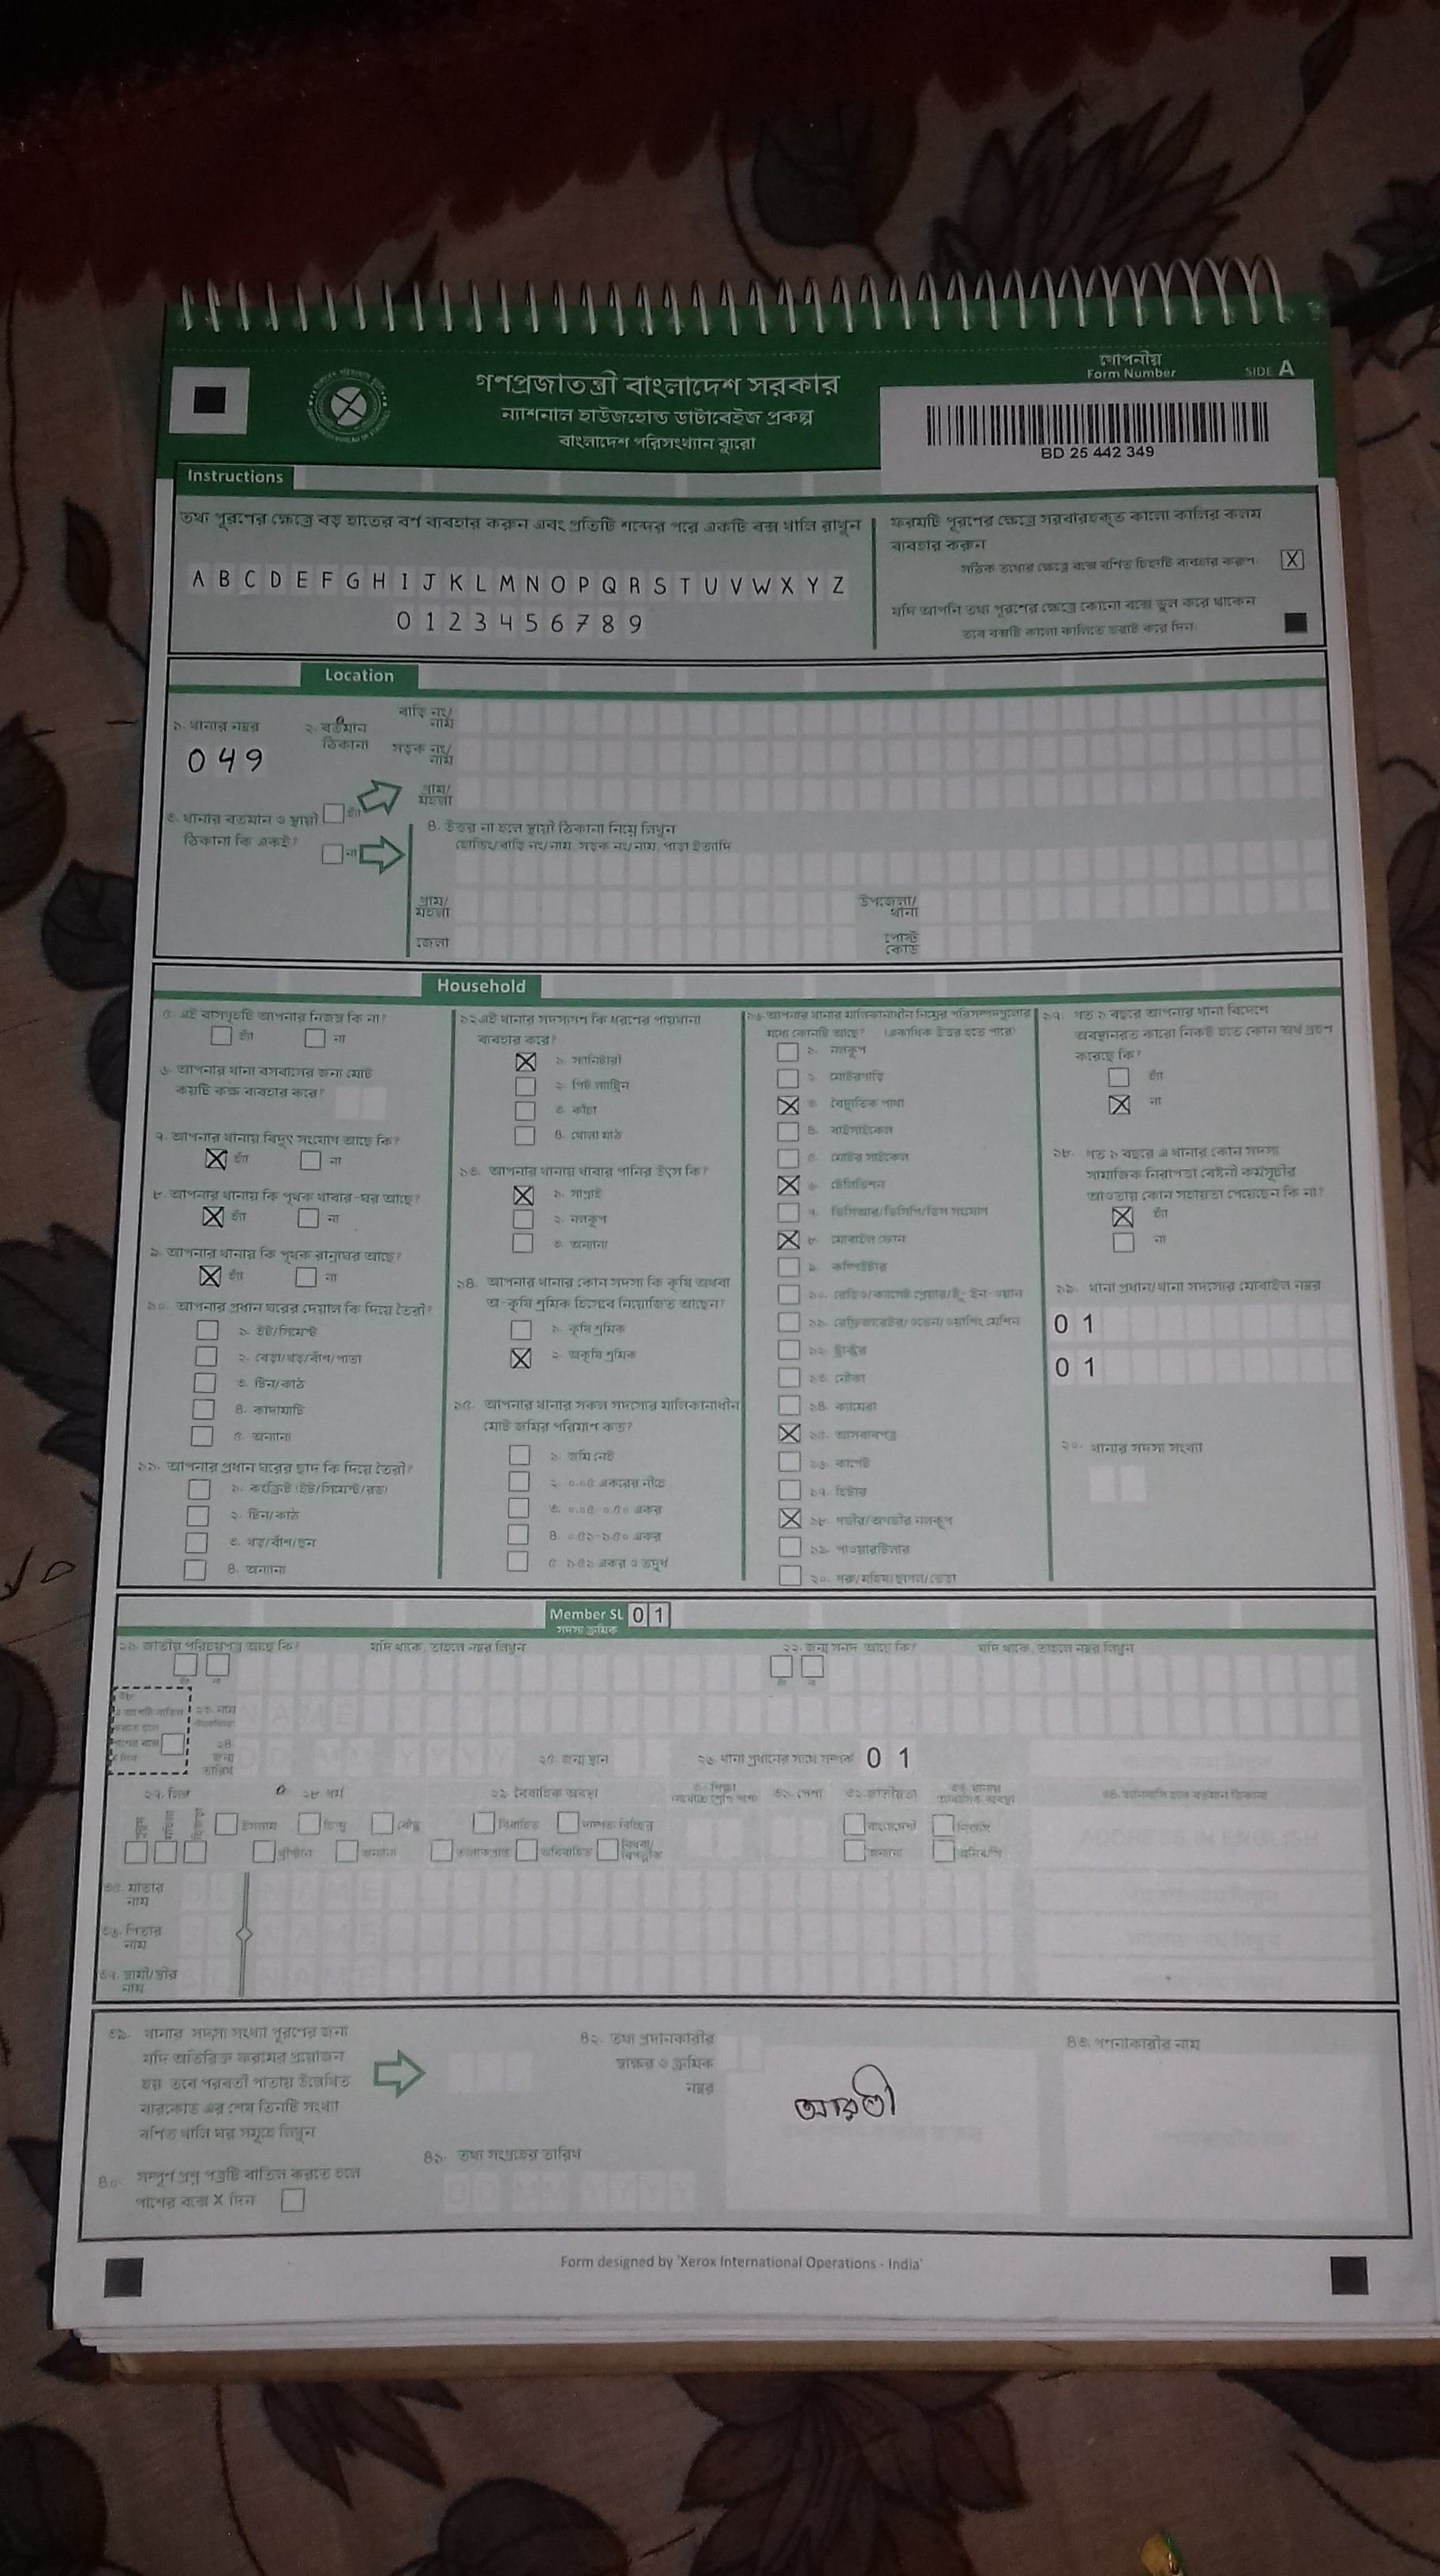 গোপনীয়
Form Number
SIDE A
গণপ্রজাতন্ত্রী বাংলাদেশ সরকার
ন্যাশনাল হাউজহোল্ড ডাটাবেইজ প্রকল্প
বাংলাদেশ পরিসংখ্যান ব্যুরো
BD 25 442 349
Instructions
তথ্য পূরণের ক্ষেত্রে বড় হাতের বর্ণ ব্যবহার করুন এবং প্রতিটি শব্দের পরে একটি বক্স খালি রাখুন
A B C D E F G H I J K L M N O P Q R S T U V W X Y Z
0 1 2 3 4 5 6 7 8 9
ফরমটি পূরণের ক্ষেত্রে সরবারহকৃত কালো কালির কলম
ব্যবহার করুন
সঠিক তথ্যের ক্ষেত্রে বক্সে বর্ণিত চিহ্নটি ব্যবহার করুণ X
যদি আপনি তথ্য পূরণের ক্ষেত্রে কোনো বক্সে ভুল করে থাকেন
তবে বক্সটি কালো কালিতে ভরাট করে দিন
Location
১. খানার নম্বর
049
২. বর্তমান
ঠিকানা
বাড়ি নং/
নাম
সড়ক নং/
নাম
গ্রাম/
মহল্লা
৩. খানার বর্তমান ও স্থায়ী হ্যাঁ
ঠিকানা কি একই? না
৪. উত্তর না হলে স্থায়ী ঠিকানা নিম্নে লিখুন
হোল্ডিং/বাড়ি নং/নাম, সড়ক নং/নাম, পাড়া ইত্যাদি
গ্রাম/
মহল্লা
উপজেলা/
থানা
জেলা
পোস্ট
কোড
Household
৫. এই বাসগৃহটি আপনার নিজস্ব কি না?
হ্যাঁ না
৬. আপনার খানা বসবাসের জন্য মোট
কয়টি কক্ষ ব্যবহার করে?
৭. আপনার খানায় বিদ্যুৎ সংযোগ আছে কি?
X হ্যাঁ না
৮. আপনার খানায় কি পৃথক খাবার-ঘর আছে?
X হ্যাঁ না
৯. আপনার খানায় কি পৃথক রান্নাঘর আছে?
X হ্যাঁ না
১০. আপনার প্রধান ঘরের দেয়াল কি দিয়ে তৈরী?
১. ইট/সিমেন্ট
২. বেড়া/খড়/বাঁশ/পাতা
৩. টিন/কাঠ
৪. কাদামাটি
৫. অন্যান্য
১১. আপনার প্রধান ঘরের ছাদ কি দিয়ে তৈরী?
১. কংক্রিট (ইট/সিমেন্ট/রড)
২. টিন/কাঠ
৩. খড়/বাঁশ/ছন
৪. অন্যান্য
১২. এই খানার সদস্যগণ কি ধরণের পায়খানা
ব্যবহার করে?
X ১. স্যানিটারী
২. পিট ল্যাট্রিন
৩. কাঁচা
৪. খোলা মাঠ
১৩. আপনার খানায় খাবার পানির উৎস কি?
X ১. সাপ্লাই
২. নলকূপ
৩. অন্যান্য
১৪. আপনার খানার কোন সদস্য কি কৃষি অথবা
অ-কৃষি শ্রমিক হিসেবে নিয়োজিত আছেন?
১. কৃষি শ্রমিক
X ২. অকৃষি শ্রমিক
১৫. আপনার খানার সকল সদস্যের মালিকানাধীন
মোট জমির পরিমাণ কত?
১. জমি নেই
২. ০.০৫ একরের নীচে
৩. ০.০৫-০.৫০ একর
৪. ০.৫১-১.৫০ একর
৫. ১.৫১ একর ও তদুর্ধ
১৬. আপনার খানার মালিকানাধীন নিম্নের পরিসম্পদগুলোর
মধ্যে কোনটি আছে? (একাধিক উত্তর হতে পারে)
১. নলকূপ
২. মোটরগাড়ি
X ৩. বৈদ্যুতিক পাখা
৪. বাইসাইকেল
৫. মোটর সাইকেল
X ৬. টেলিভিশন
৭. ভিসিআর/ভিসিপি/ডিস সংযোগ
X ৮. মোবাইল ফোন
৯. কম্পিউটার
১০. রেডিও/ক্যাসেট প্লেয়ার/টু-ইন-ওয়ান
১১. রেফ্রিজারেটর/ওভেন/ওয়াশিং মেশিন
১২. ট্রাক্টর
১৩. নৌকা
১৪. ক্যামেরা
X ১৫. আসবাবপত্র
১৬. কার্পেট
১৭. হিটার
X ১৮. গভীর/অগভীর নলকূপ
১৯. পাওয়ারটিলার
২০. গরু/মহিষ/ছাগল/ভেড়া
১৭. গত ১ বছরে আপনার খানা বিদেশে
অবস্থানরত কারো নিকট হতে কোন অর্থ গ্রহণ
করেছে কি?
হ্যাঁ
X না
১৮. গত ১ বছরে এ খানার কোন সদস্য
সামাজিক নিরাপত্তা বেষ্টনী কর্মসূচীর
আওতায় কোন সহায়তা পেয়েছেন কি না?
X হ্যাঁ
না
১৯. খানা প্রধান/খানা সদস্যের মোবাইল নম্বর
0 1
0 1
২০. খানার সদস্য সংখ্যা
Member SL 0 1
সদস্য ক্রমিক
২১. জাতীয় পরিচয়পত্র আছে কি? যদি থাকে, তাহলে নম্বর লিখুন
২২. জন্ম সনদ আছে কি? যদি থাকে, তাহলে নম্বর লিখুন
২৩. নাম
২৪
জন্ম
তারিখ
২৫. জন্ম স্থান
২৬. খানা প্রধানের সাথে সম্পর্ক 0 1
২৭. লিঙ্গ
২৮. ধর্ম
ইসলাম হিন্দু বৌদ্ধ
খ্রীস্টান অন্যান্য
২৯. বৈবাহিক অবস্থা
বিবাহিত দাম্পত্য বিচ্ছিন্ন
তালাকপ্রাপ্ত অবিবাহিত বিধবা/
বিপত্নীক
৩১. পেশা
৩২. জাতীয়তা
বাংলাদেশী
অন্যান্য
৩৫. মাতার
নাম
৩৬. পিতার
নাম
৩৭. স্বামী/স্ত্রীর
নাম
৩৯. খানার সদস্য সংখ্যা পূরণের জন্য
যদি অতিরিক্ত ফরমের প্রয়োজন
হয় তবে পরবর্তী পাতায় উল্লেখিত
বারকোড এর শেষ তিনটি সংখ্যা
বর্ণিত খালি ঘর সমূহে লিখুন
৪০. সম্পূর্ণ প্রশ্ন পত্রটি বাতিল করতে হলে
পাশের বক্সে X দিন
৪১. তথ্য সংগ্রহের তারিখ
৪২. তথ্য প্রদানকারীর
স্বাক্ষর ও ক্রমিক
নম্বর
আরতী
৪৩. গণনাকারীর নাম
Form designed by 'Xerox International Operations - India'